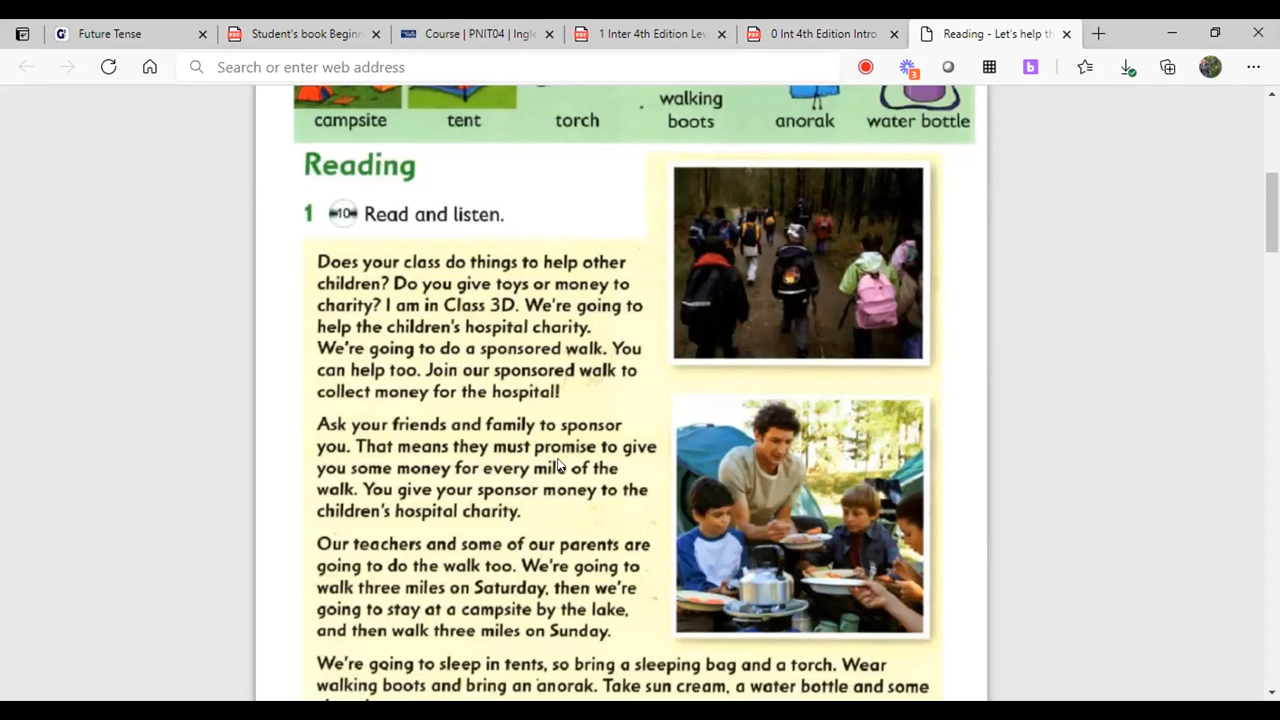 Future Tense
Student's book Beginn
Course | PNIT04 | Ingle
1 Inter 4th Edition Lev
0 Int 4th Edition Intro
Reading - Let's help th
Search or enter web address
3
b
campsite
tent
torch
walking
boots
anorak
water bottle
Reading
1 10 Read and listen.
Does your class do things to help other
children? Do you give toys or money to
charity? I am in Class 3D. We're going to
help the children's hospital charity.
We're going to do a sponsored walk. You
can help too. Join our sponsored walk to
collect money for the hospital!
Ask your friends and family to sponsor
you. That means they must promise to give
you some money for every mile of the
walk. You give your sponsor money to the
children's hospital charity.
Our teachers and some of our parents are
going to do the walk too. We're going to
walk three miles on Saturday, then we're
going to stay at a campsite by the lake,
and then walk three miles on Sunday.
We're going to sleep in tents, so bring a sleeping bag and a torch. Wear
walking boots and bring an anorak. Take sun cream, a water bottle and some